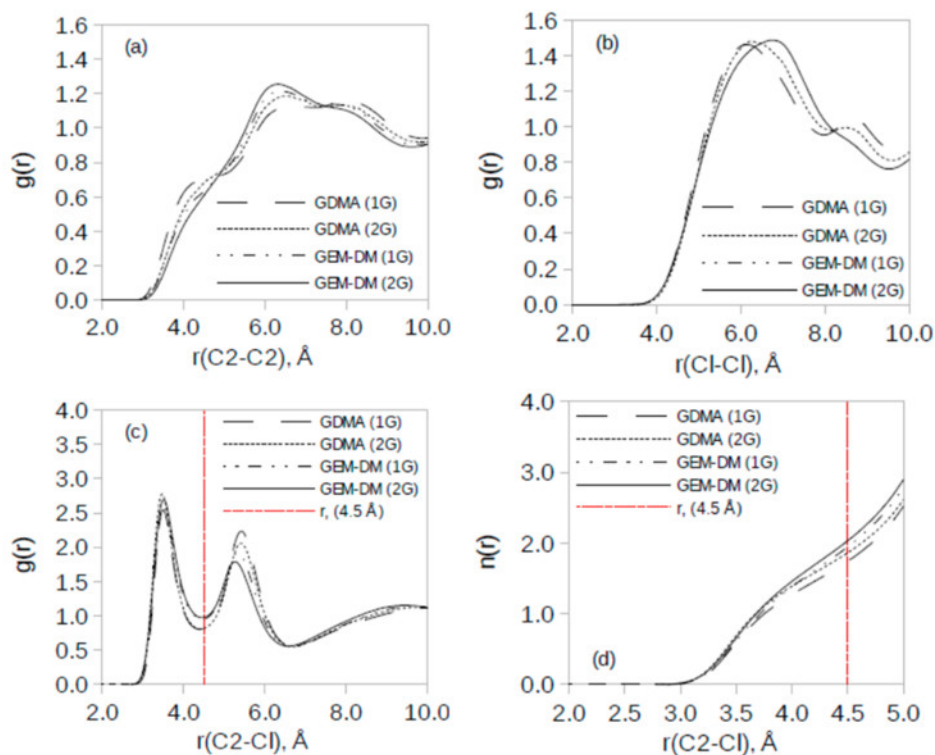 (a)
g(r)
1.6
1.4
1.2
1.0
0.8
0.6
0.4
0.2
0.0
GDMA (1G)
GDMA (2G)
GEM-DM (1G)
GEM-DM (2G)
2.0 4.0 6.0 8.0 10.0
r(C2-C2), Å
(b)
g(r)
1.6
1.4
1.2
1.0
0.8
0.6
0.4
0.2
0.0
GDMA (1G)
GDMA (2G)
GEM-DM (1G)
GEM-DM (2G)
2.0 3.0 4.0 5.0 6.0 7.0 8.0 9.0 10.0
r(Cl-Cl), Å
(c)
g(r)
4.0
3.5
3.0
2.5
2.0
1.5
1.0
0.5
0.0
GDMA (1G)
GDMA (2G)
GEM-DM (1G)
GEM-DM (2G)
r, (4.5 Å)
2.0 4.0 6.0 8.0 10.0
r(C2-Cl), Å
(d)
n(r)
4.0
3.0
2.0
1.0
0.0
GDMA (1G)
GDMA (2G)
GEM-DM (1G)
GEM-DM (2G)
r, (4.5 Å)
2.0 2.5 3.0 3.5 4.0 4.5 5.0
r(C2-Cl), Å